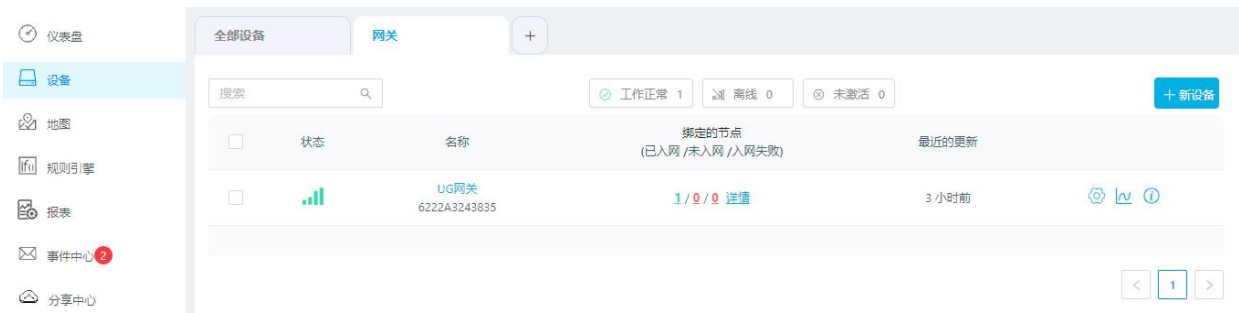 仪表盘
设备
地图
规则引擎
报表
事件中心 2
分享中心
全部设备 网关 +
搜索 工作正常 1 离线 0 未激活 0 + 新设备
状态 名称 绑定的节点 最近的更新
(已入网 /未入网 /入网失败)
UG网关
6222A3243835
1 / 0 / 0 详情 3 小时前
< 1 >